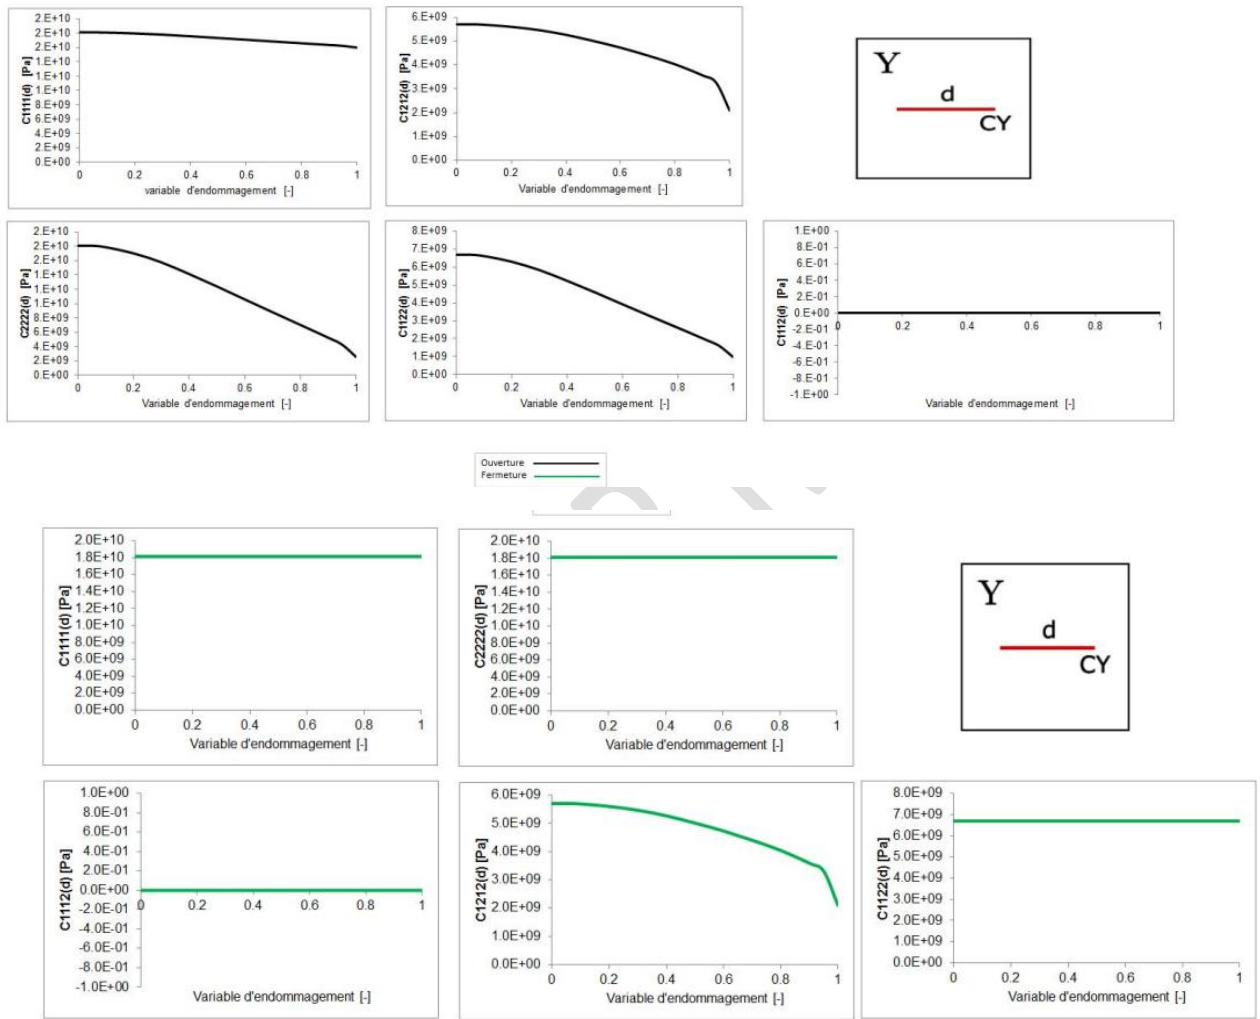 C1111(d) [Pa]
2.E+10
2.E+10
2.E+10
1.E+10
1.E+10
1.E+10
8.E+09
6.E+09
4.E+09
2.E+09
0.E+00
0 0.2 0.4 0.6 0.8 1
variable d'endommagement [-]
C1212(d) [Pa]
6.E+09
5.E+09
4.E+09
3.E+09
2.E+09
1.E+09
0.E+00
0 0.2 0.4 0.6 0.8 1
Variable d'endommagement [-]
Y
d
CY
C2222(d) [Pa]
2.E+10
2.E+10
2.E+10
1.E+10
1.E+10
1.E+10
8.E+09
6.E+09
4.E+09
2.E+09
0.E+00
0 0.2 0.4 0.6 0.8 1
Variable d'endommagement [-]
C1122(d) [Pa]
8.E+09
7.E+09
6.E+09
5.E+09
4.E+09
3.E+09
2.E+09
1.E+09
0.E+00
0 0.2 0.4 0.6 0.8 1
Variable d'endommagement [-]
C1112(d) [Pa]
1.E+00
8.E-01
6.E-01
4.E-01
2.E-01
0.E+00
-2.E-01
-4.E-01
-6.E-01
-8.E-01
-1.E+00
0 0.2 0.4 0.6 0.8 1
Variable d'endommagement [-]
Ouverture
Fermeture
C1111(d) [Pa]
2.0E+10
1.8E+10
1.6E+10
1.4E+10
1.2E+10
1.0E+10
8.0E+09
6.0E+09
4.0E+09
2.0E+09
0.0E+00
0 0.2 0.4 0.6 0.8 1
Variable d'endommagement [-]
C2222(d) [Pa]
2.0E+10
1.8E+10
1.6E+10
1.4E+10
1.2E+10
1.0E+10
8.0E+09
6.0E+09
4.0E+09
2.0E+09
0.0E+00
0 0.2 0.4 0.6 0.8 1
Variable d'endommagement [-]
Y
d
CY
C1112(d) [Pa]
1.0E+00
8.0E-01
6.0E-01
4.0E-01
2.0E-01
0.0E+00
-2.0E-01
-4.0E-01
-6.0E-01
-8.0E-01
-1.0E+00
0 0.2 0.4 0.6 0.8 1
Variable d'endommagement [-]
C1212(d) [Pa]
6.0E+09
5.0E+09
4.0E+09
3.0E+09
2.0E+09
1.0E+09
0.0E+00
0 0.2 0.4 0.6 0.8 1
Variable d'endommagement [-]
C1122(d) [Pa]
8.0E+09
7.0E+09
6.0E+09
5.0E+09
4.0E+09
3.0E+09
2.0E+09
1.0E+09
0.0E+00
0 0.2 0.4 0.6 0.8 1
Variable d'endommagement [-]